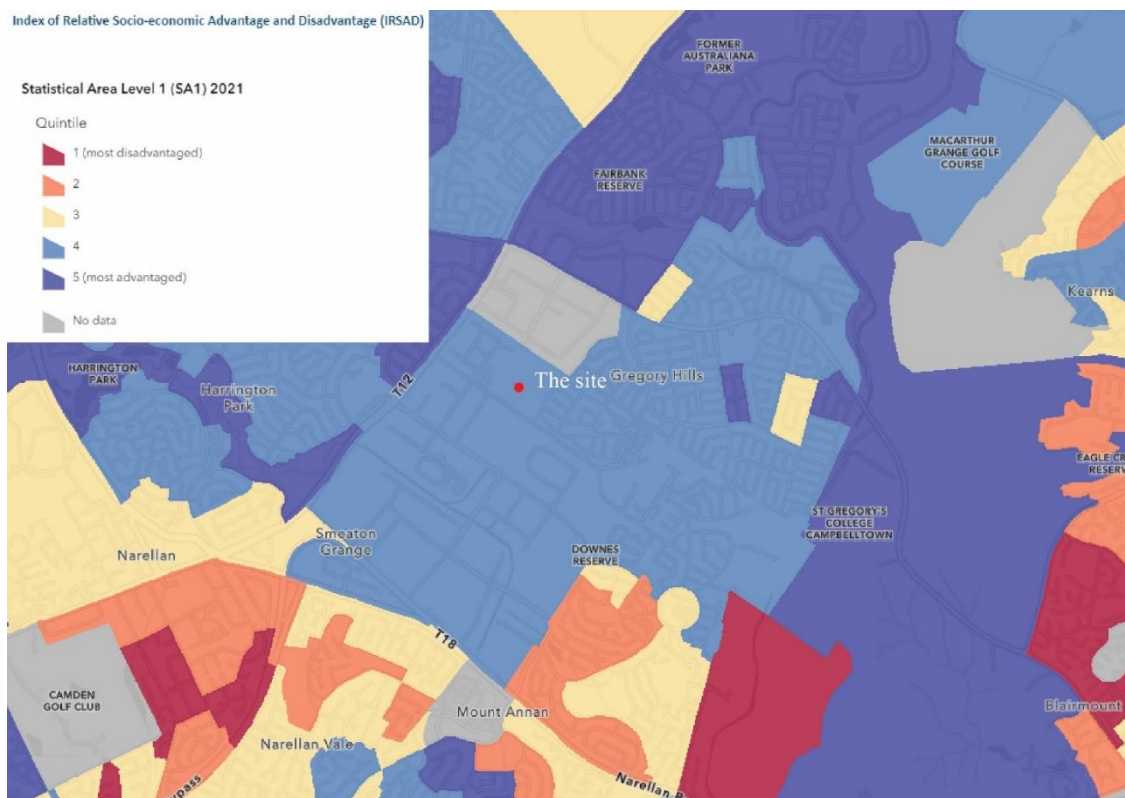 Index of Relative Socio-economic Advantage and Disadvantage (IRSAD)
Statistical Area Level 1 (SA1) 2021
Quintile
1 (most disadvantaged)
2
3
4
5 (most advantaged)
No data
FORMER
AUSTRALIANA
PARK
MACARTHUR
GRANGE GOLF
COURSE
FAIRBANK
RESERVE
Kearns
HARRINGTON
PARK
Harrington
Park
T12
The site
Gregory Hills
EAGLE CRE
RESERV
ST GREGORY'S
COLLEGE
CAMPBELLTOWN
Smeaton
Grange
Narellan
DOWNES
RESERVE
T18
CAMDEN
GOLF CLUB
Mount Annan
Blairmount
Narellan Vale
Narellan R
ypass